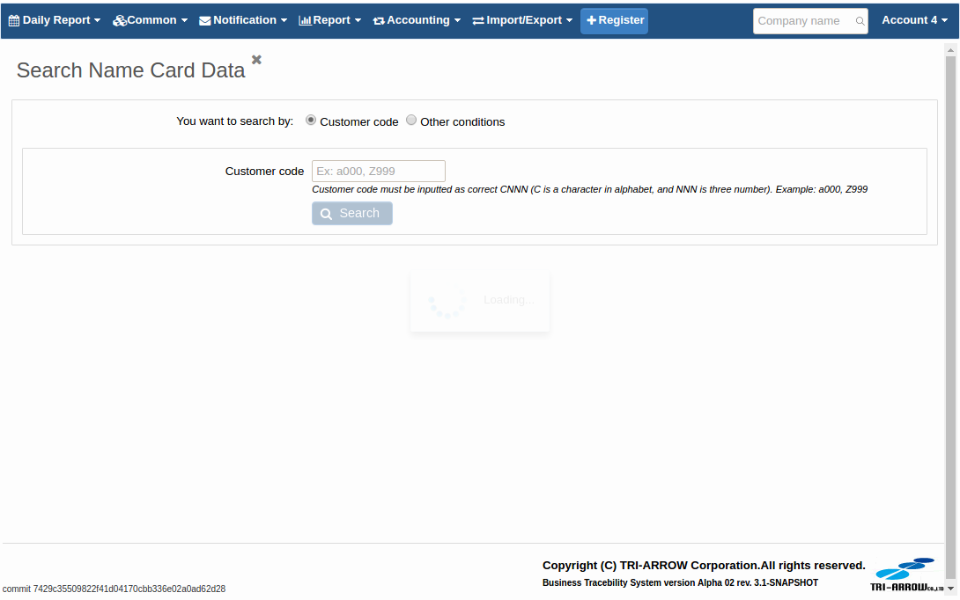 Daily Report Common Notification Report Accounting Import/Export Register Company name Account 4
Search Name Card Data
You want to search by: Customer code Other conditions
Customer code Ex: a000, Z999
Customer code must be inputted as correct CNNN (C is a character in alphabet, and NNN is three number). Example: a000, Z999
Search
Loading...
Copyright (C) TRI-ARROW Corporation.All rights reserved.
Business Tracebility System version Alpha 02 rev. 3.1-SNAPSHOT
TRI-ARROW CO.,LTD
commit 7429c35509822f41d04170cbb336e02a0ad62d28